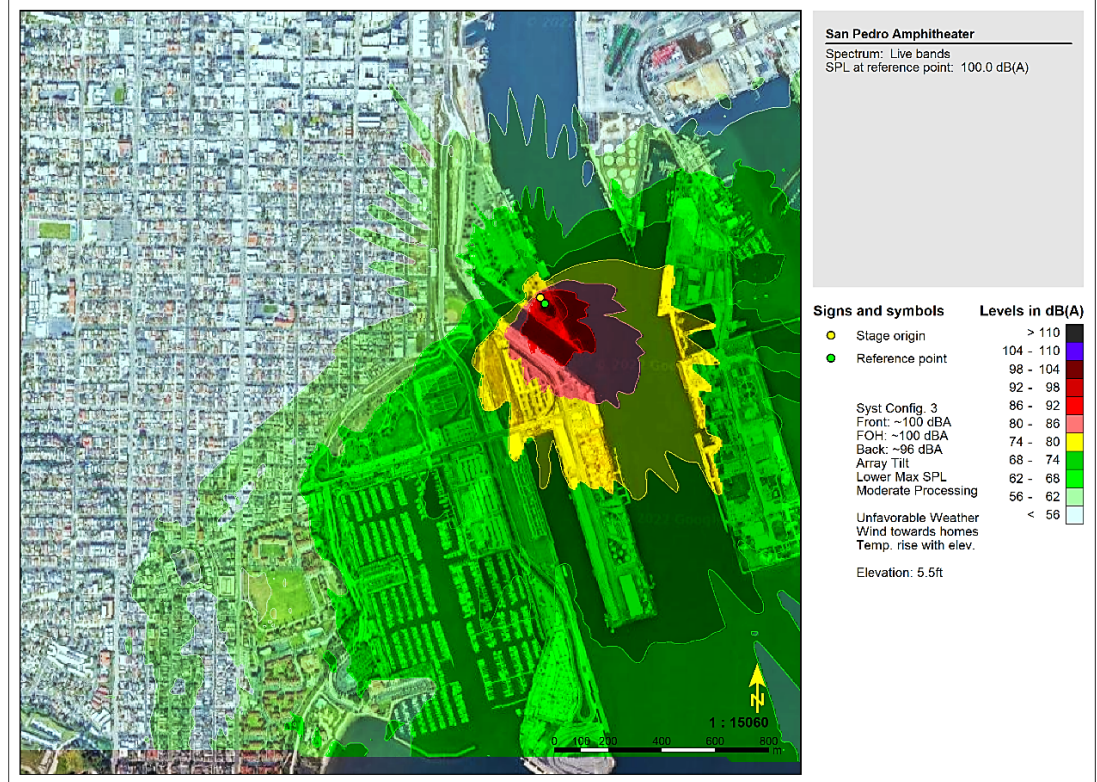 San Pedro Amphitheater
Spectrum: Live bands
SPL at reference point: 100.0 dB(A)
Signs and symbols
Stage origin
Reference point
Syst Config. 3
Front: ~100 dBA
FOH: ~100 dBA
Back: ~96 dBA
Array Tilt
Lower Max SPL
Moderate Processing
Unfavorable Weather
Wind towards homes
Temp. rise with elev.
Elevation: 5.5ft
Levels in dB(A)
> 110
104 - 110
98 - 104
92 - 98
86 - 92
80 - 86
74 - 80
68 - 74
62 - 68
56 - 62
< 56
N
1 : 15060
0 100 200 400 600 800
m